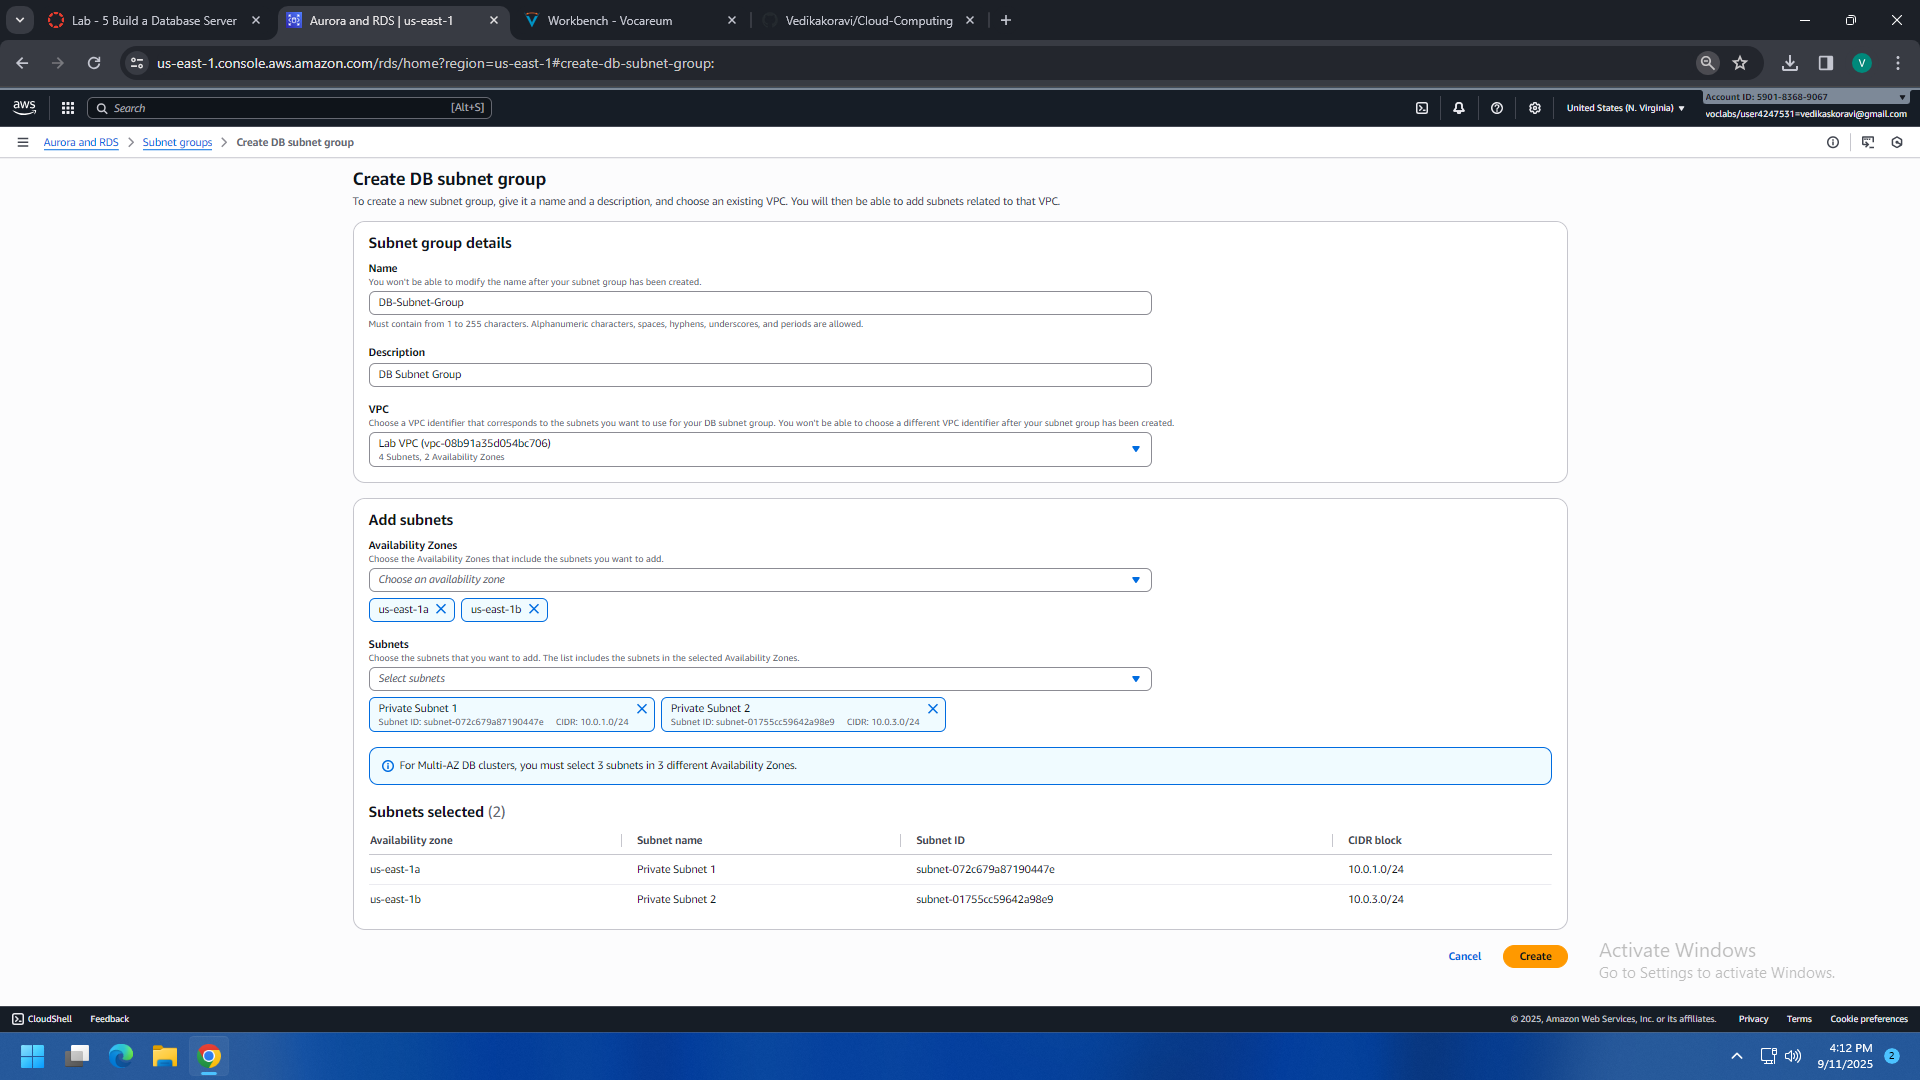 Lab - 5 Build a Database Server
Aurora and RDS | us-east-1
Workbench - Vocareum
Vedikakoravi/Cloud-Computing
us-east-1.console.aws.amazon.com/rds/home?region=us-east-1#create-db-subnet-group:
V
aws
Search
[Alt+S]
United States (N. Virginia)
Account ID: 5901-8368-9067
voclabs/user4247531=vedikaskoravi@gmail.com
Aurora and RDS
Subnet groups
Create DB subnet group
Create DB subnet group
To create a new subnet group, give it a name and a description, and choose an existing VPC. You will then be able to add subnets related to that VPC.
Subnet group details
Name
You won't be able to modify the name after your subnet group has been created.
DB-Subnet-Group
Must contain from 1 to 255 characters. Alphanumeric characters, spaces, hyphens, underscores, and periods are allowed.
Description
DB Subnet Group
VPC
Choose a VPC identifier that corresponds to the subnets you want to use for your DB subnet group. You won't be able to choose a different VPC identifier after your subnet group has been created.
Lab VPC (vpc-08b91a35d054bc706)
4 Subnets, 2 Availability Zones
Add subnets
Availability Zones
Choose the Availability Zones that include the subnets you want to add.
Choose an availability zone
us-east-1a
us-east-1b
Subnets
Choose the subnets that you want to add. The list includes the subnets in the selected Availability Zones.
Select subnets
Private Subnet 1
Subnet ID: subnet-072c679a87190447e CIDR: 10.0.1.0/24
Private Subnet 2
Subnet ID: subnet-01755cc59642a98e9 CIDR: 10.0.3.0/24
For Multi-AZ DB clusters, you must select 3 subnets in 3 different Availability Zones.
Subnets selected (2)
Availability zone Subnet name Subnet ID CIDR block
us-east-1a Private Subnet 1 subnet-072c679a87190447e 10.0.1.0/24
us-east-1b Private Subnet 2 subnet-01755cc59642a98e9 10.0.3.0/24
Cancel
Create
Activate Windows
Go to Settings to activate Windows.
CloudShell
Feedback
© 2025, Amazon Web Services, Inc. or its affiliates.
Privacy
Terms
Cookie preferences
4:12 PM
9/11/2025
2